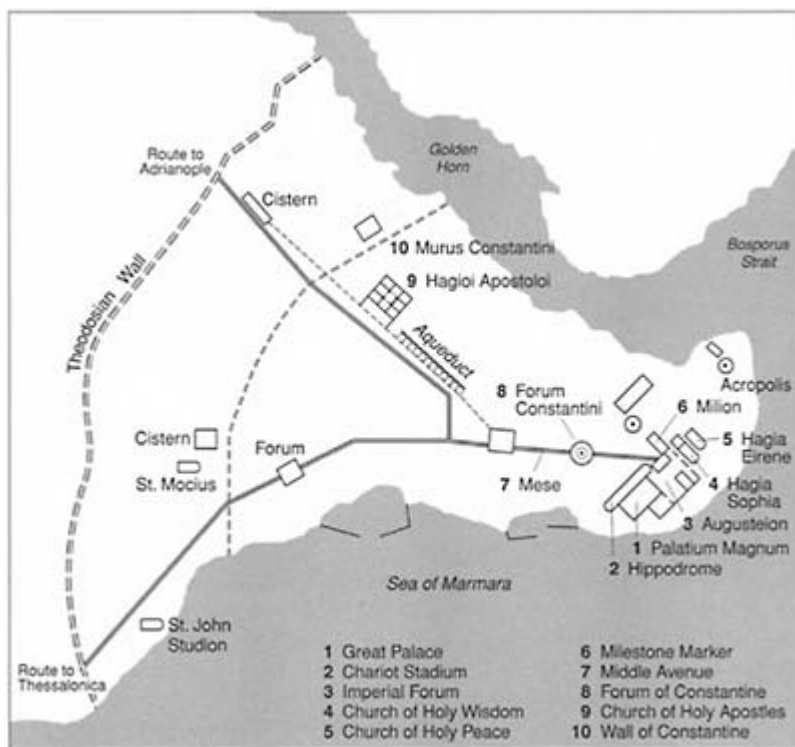 Golden
Horn
Bosporus
Strait
Route to
Adrianople
Cistern
10 Murus Constantini
9 Hagioi Apostoloi
Theodosian Wall
Aqueduct
8 Forum
Constantini
Acropolis
6 Milion
5 Hagia
Eirene
Cistern
Forum
St. Mocius
7 Mese
4 Hagia
Sophia
3 Augusteion
1 Palatium Magnum
2 Hippodrome
Sea of Marmara
St. John
Studion
Route to
Thessalonica
1 Great Palace
2 Chariot Stadium
3 Imperial Forum
4 Church of Holy Wisdom
5 Church of Holy Peace
6 Milestone Marker
7 Middle Avenue
8 Forum of Constantine
9 Church of Holy Apostles
10 Wall of Constantine